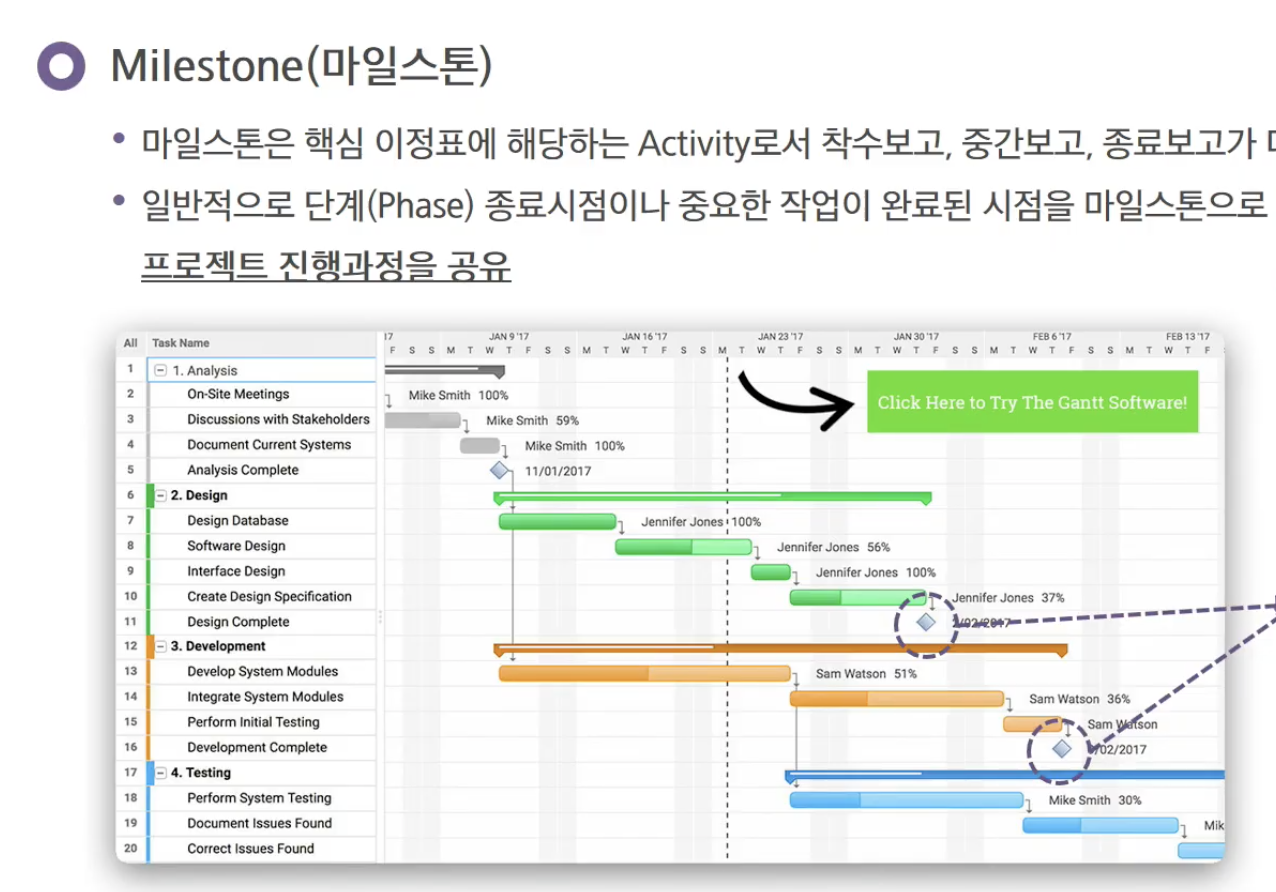 Milestone(마일스톤)
• 마일스톤은 핵심 이정표에 해당하는 Activity로서 착수보고, 중간보고, 종료보고가
• 일반적으로 단계(Phase) 종료시점이나 중요한 작업이 완료된 시점을 마일스톤으로
프로젝트 진행과정을 공유
All Task Name 17 JAN 9 '17 JAN 16 '17 JAN 23 '17 JAN 30 '17 FEB 6 '17 FEB 13 '17
F S S M T W T F S S M T W T F S S M T W T F S S M T W T F S S M T W T F S S M T W T F
1 1. Analysis
Click Here to Try The Gantt Software!
2 On-Site Meetings Mike Smith 100%
3 Discussions with Stakeholders Mike Smith 59%
4 Document Current Systems Mike Smith 100%
5 Analysis Complete 11/01/2017
6 2. Design
7 Design Database Jennifer Jones 100%
8 Software Design Jennifer Jones 56%
9 Interface Design Jennifer Jones 100%
10 Create Design Specification Jennifer Jones 37%
11 Design Complete 2/02/2017
12 3. Development
13 Develop System Modules Sam Watson 51%
14 Integrate System Modules Sam Watson 36%
15 Perform Initial Testing Sam Watson
16 Development Complete /02/2017
17 4. Testing
18 Perform System Testing Mike Smith 30%
19 Document Issues Found Mik
20 Correct Issues Found